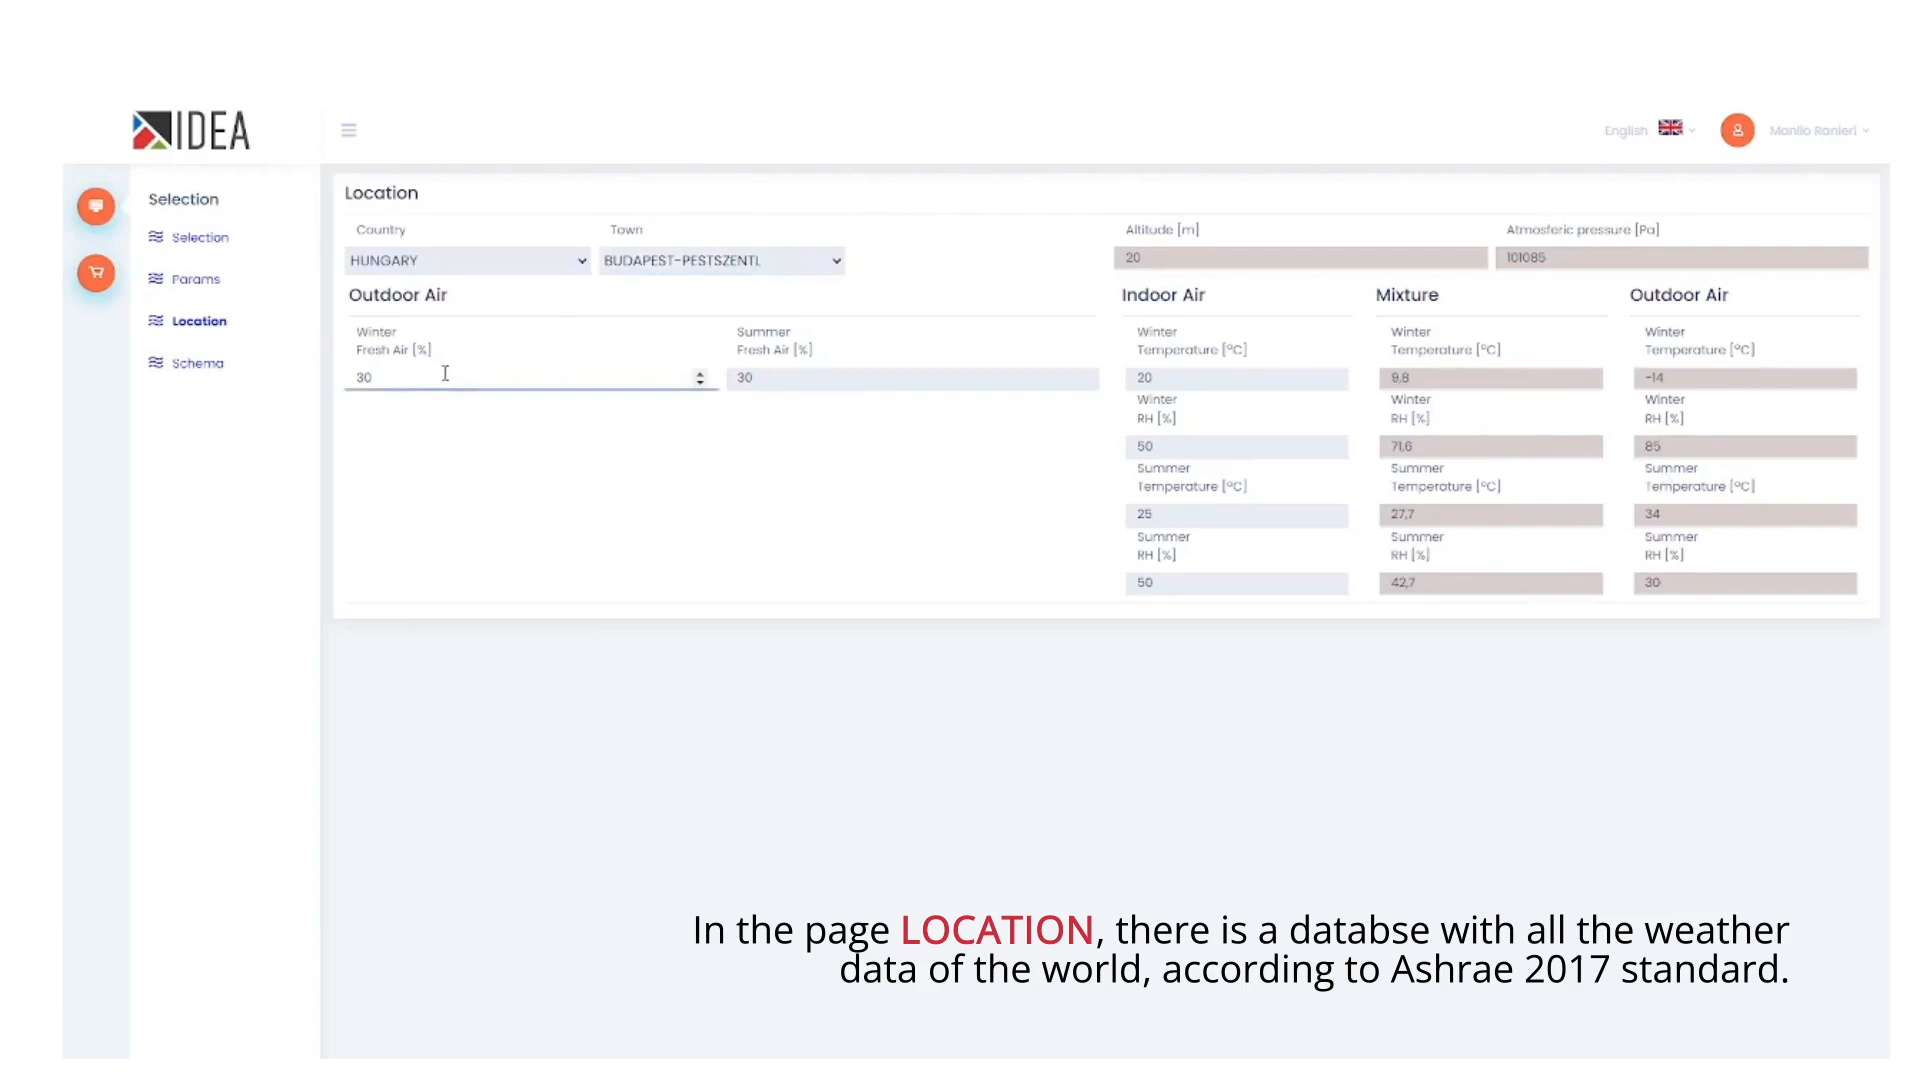 IDEA
English
Manlio Ranieri
Selection
Selection
Params
Location
Schema
Location
Country
Town
Altitude [m]
Atmosferic pressure [Pa]
HUNGARY
BUDAPEST-PESTSZENTL
20
101085
Outdoor Air
Indoor Air
Mixture
Outdoor Air
Winter
Fresh Air [%]
Summer
Fresh Air [%]
Winter
Temperature [°C]
Winter
Temperature [°C]
Winter
Temperature [°C]
30
30
20
9,8
-14
Winter
RH [%]
Winter
RH [%]
Winter
RH [%]
50
71,6
85
Summer
Temperature [°C]
Summer
Temperature [°C]
Summer
Temperature [°C]
25
27,7
34
Summer
RH [%]
Summer
RH [%]
Summer
RH [%]
50
42,7
30
In the page LOCATION, there is a databse with all the weather
data of the world, according to Ashrae 2017 standard.